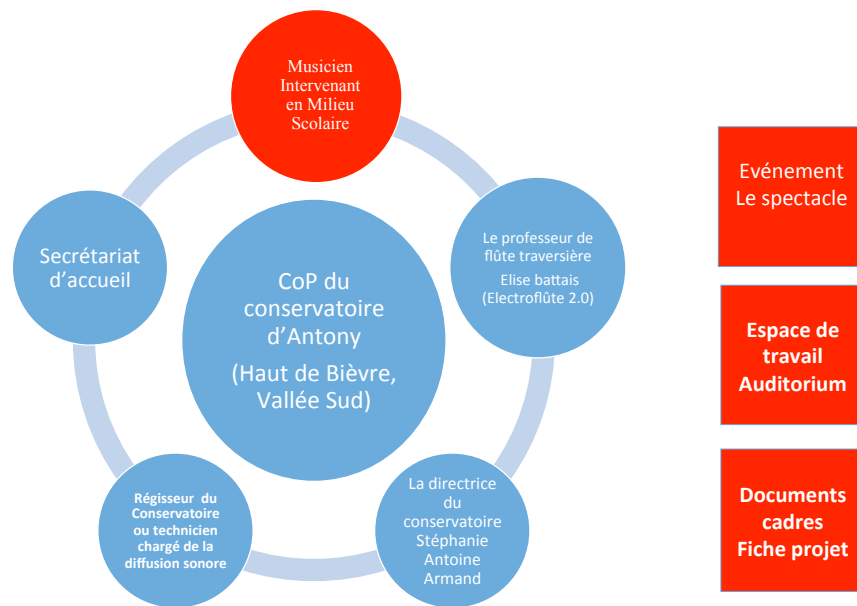 Musicien
Intervenant
en Milieu
Scolaire
Le professeur de
flûte traversière
Elise battais
(Electroflûte 2.0)
La directrice
du
conservatoire
Stéphanie
Antoine
Armand
Régisseur du
Conservatoire
ou technicien
chargé de la
diffusion sonore
Secrétariat
d'accueil
CoP du
conservatoire
d'Antony
(Haut de Bièvre,
Vallée Sud)
Evénement
Le spectacle
Espace de
travail
Auditorium
Documents
cadres
Fiche projet